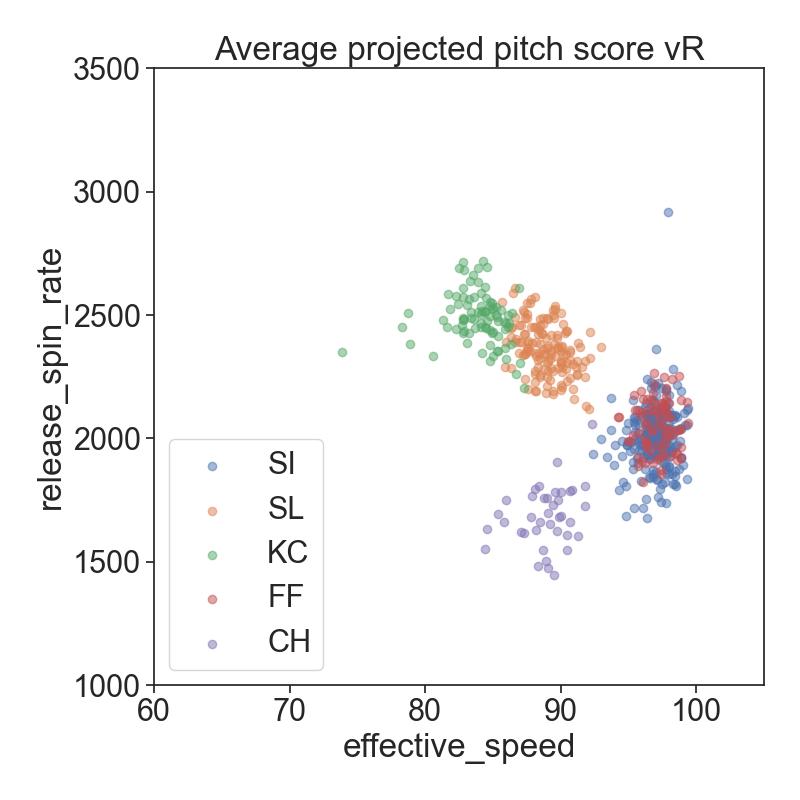 Average projected pitch score vR
3500
3000
2500
2000
1500
1000
release_spin_rate
SI
SL
KC
FF
CH
60
70
80
90
100
effective_speed